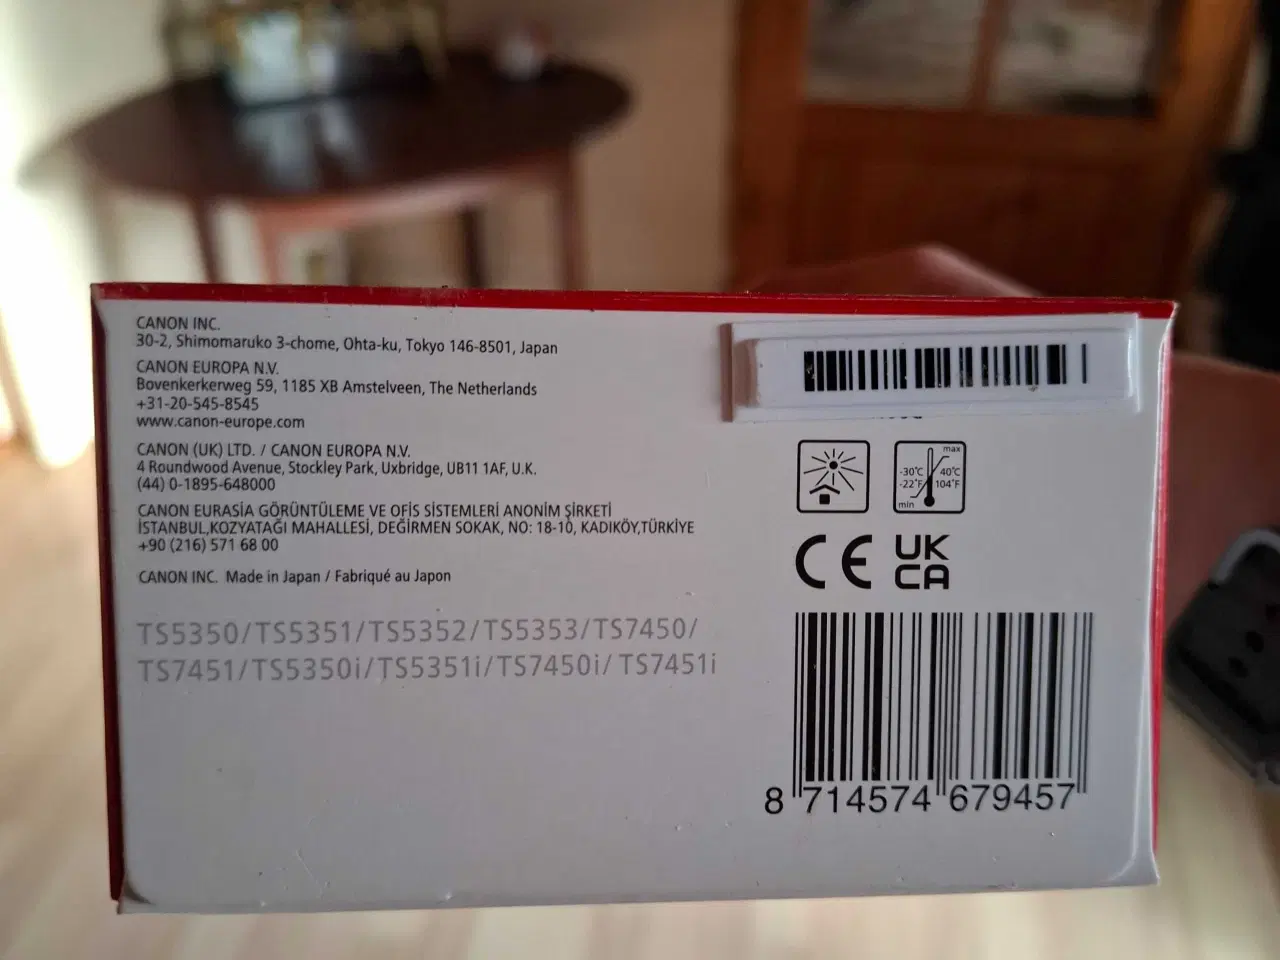 CANON INC.
30-2, Shimomaruko 3-chome, Ohta-ku, Tokyo 146-8501, Japan
CANON EUROPA N.V.
Bovenkerkerweg 59, 1185 XB Amstelveen, The Netherlands
+31-20-545-8545
www.canon-europe.com
CANON (UK) LTD. / CANON EUROPA N.V.
4 Roundwood Avenue, Stockley Park, Uxbridge, UB11 1AF, U.K.
(44) 0-1895-648000
CANON EURASİA GÖRÜNTÜLEME VE OFİS SİSTEMLERİ ANONİM ŞİRKETİ
İSTANBUL,KOZYATAĞI MAHALLESİ, DEĞİRMEN SOKAK, NO: 18-10, KADIKÖY,TÜRKİYE
+90 (216) 571 68 00
CANON INC. Made in Japan / Fabriqué au Japon
TS5350/TS5351/TS5352/TS5353/TS7450/
TS7451/TS5350i/TS5351i/TS7450i/ TS7451i
max
-30°C 40°C
-22°F 104°F
min
CE UK
CA
8 714574 679457